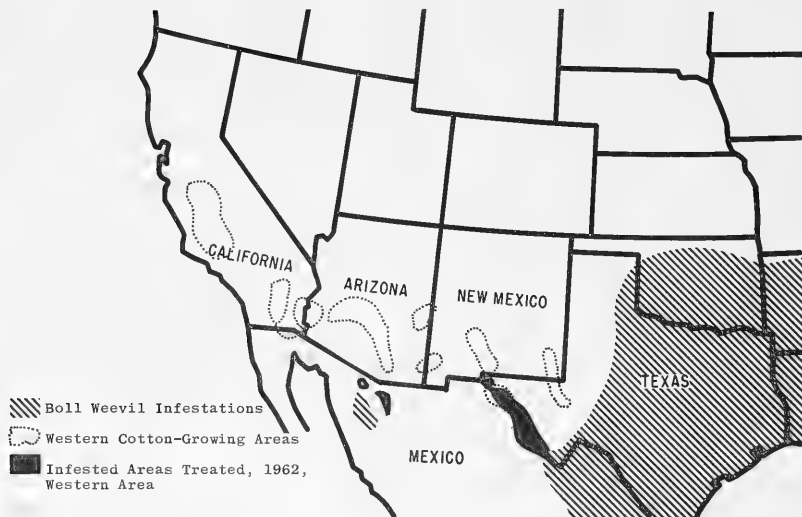 CALIFORNIA
ARIZONA
NEW MEXICO
TEXAS
MEXICO
Boll Weevil Infestations
Western Cotton-Growing Areas
Infested Areas Treated, 1962,
Western Area